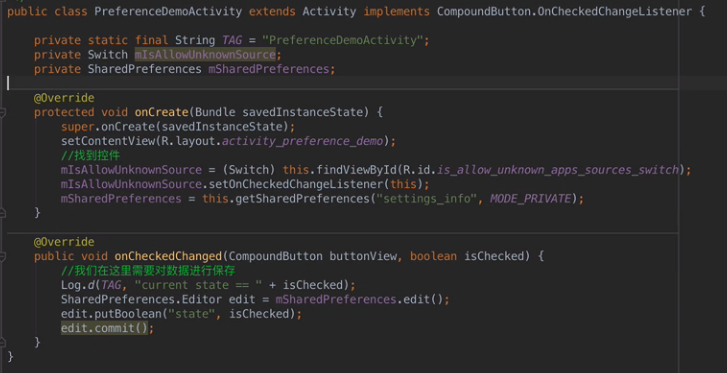 public class PreferenceDemoActivity extends Activity implements CompoundButton.OnCheckedChangeListener {
private static final String TAG = "PreferenceDemoActivity";
private Switch mIsAllowUnknownSource;
private SharedPreferences mSharedPreferences;
@Override
protected void onCreate(Bundle savedInstanceState) {
super.onCreate(savedInstanceState);
setContentView(R.layout.activity_preference_demo);
//找到控件
mIsAllowUnknownSource = (Switch) this.findViewById(R.id.is_allow_unknown_apps_sources_switch);
mIsAllowUnknownSource.setOnCheckedChangeListener(this);
mSharedPreferences = this.getSharedPreferences("settings_info", MODE_PRIVATE);
}
@Override
public void onCheckedChanged(CompoundButton buttonView, boolean isChecked) {
//我们在这里需要对数据进行保存
Log.d(TAG, "current state == " + isChecked);
SharedPreferences.Editor edit = mSharedPreferences.edit();
edit.putBoolean("state", isChecked);
edit.commit();
}
}